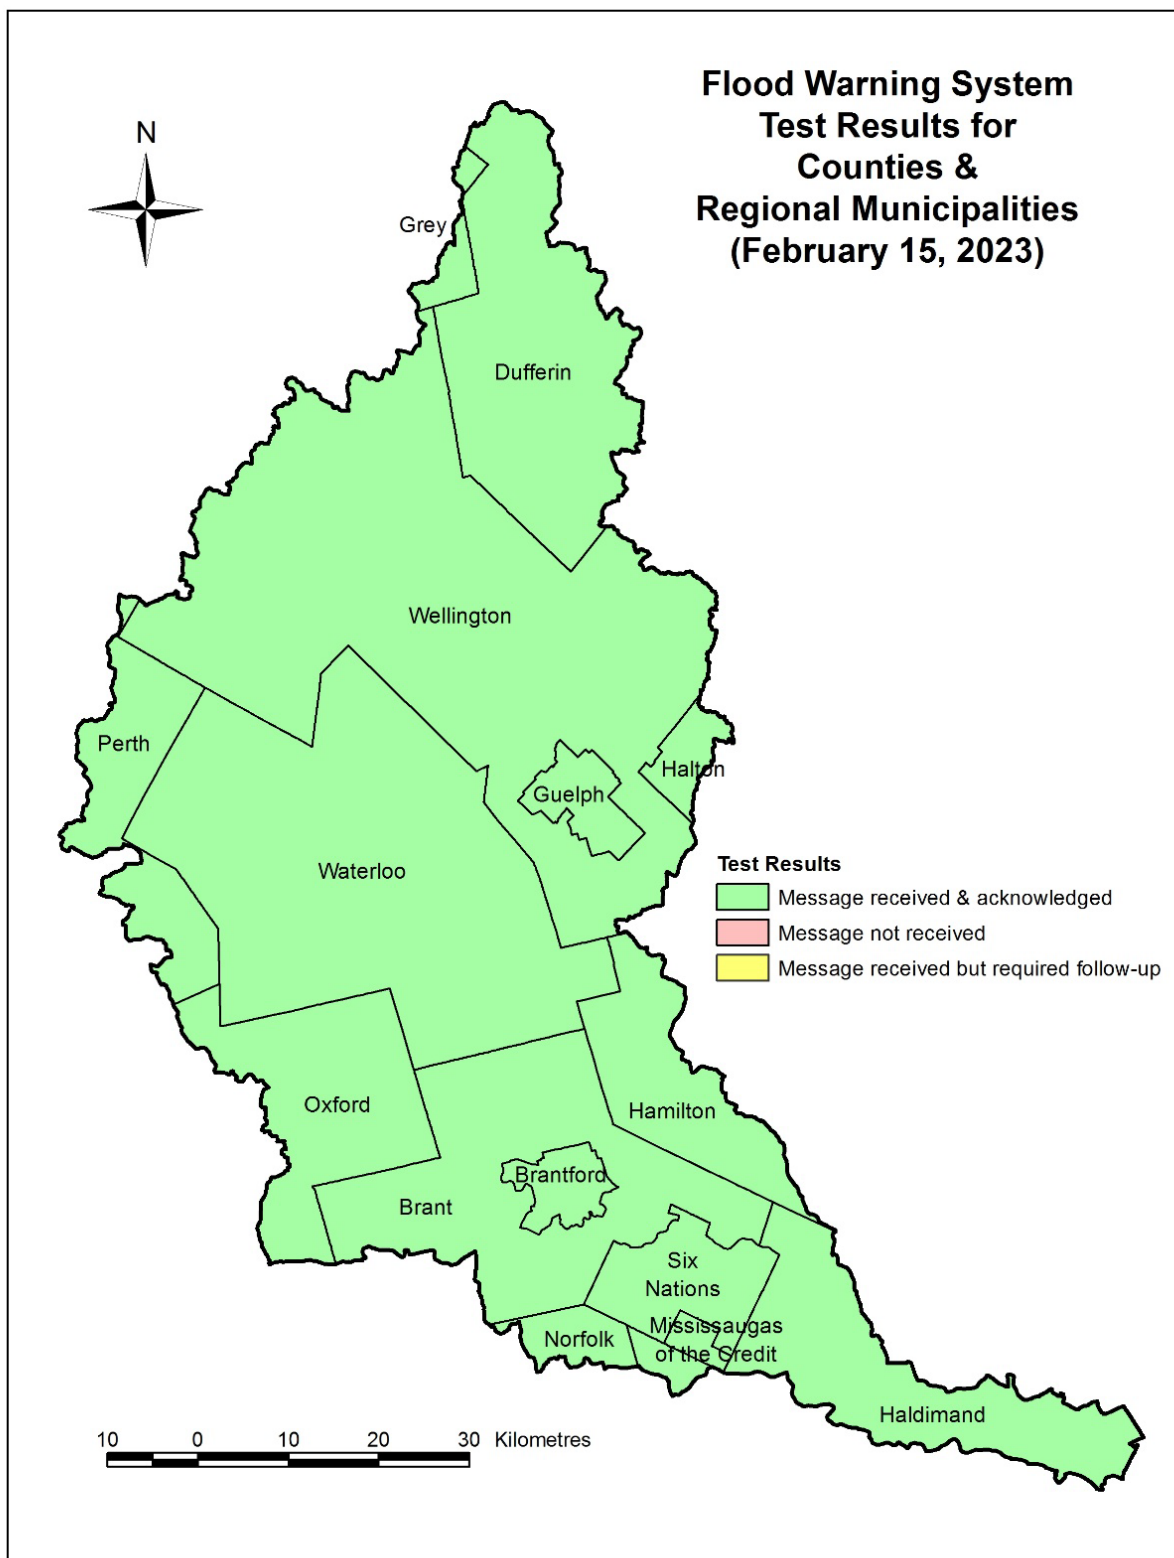 Flood Warning System
Test Results for
Counties &
Regional Municipalities
(February 15, 2023)
N
Grey
Dufferin
Wellington
Perth
Halton
Guelph
Waterloo
Test Results
Message received & acknowledged
Message not received
Message received but required follow-up
Oxford
Hamilton
Brantford
Brant
Six
Nations
Mississaugas
of the Credit
Norfolk
Haldimand
10 0 10 20 30 Kilometres